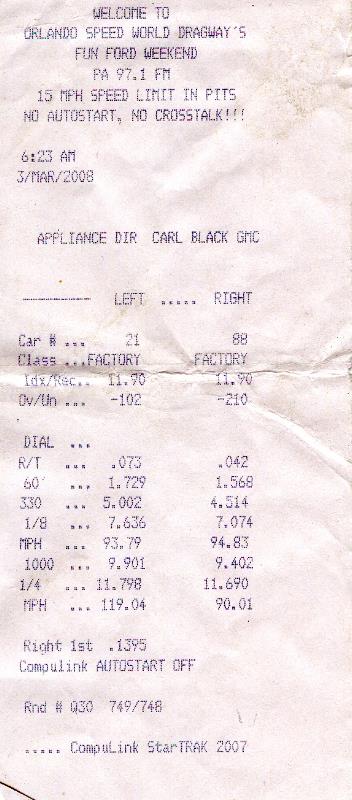 WELCOME TO
ORLANDO SPEED WORLD DRAGWAY'S
FUN FORD WEEKEND
PA 97.1 FM
15 MPH SPEED LIMIT IN PITS
NO AUTOSTART, NO CROSSTALK!!!
6:23 AM
3/MAR/2008
APPLIANCE DIR CARL BLACK GMC
---------- LEFT ..... RIGHT
Car # ... 21 88
Class ...FACTORY FACTORY
Idx/Rec.. 11.90 11.90
Ov/Un ... -102 -210
DIAL ...
R/T ... .073 .042
60' ... 1.729 1.568
330 ... 5.002 4.514
1/8 ... 7.636 7.074
MPH ... 93.79 94.83
1000 ... 9.901 9.402
1/4 ... 11.798 11.690
MPH ... 119.04 90.01
Right 1st .1395
Compulink AUTOSTART OFF
Rnd # Q30 749/748
..... CompuLink StarTRAK 2007